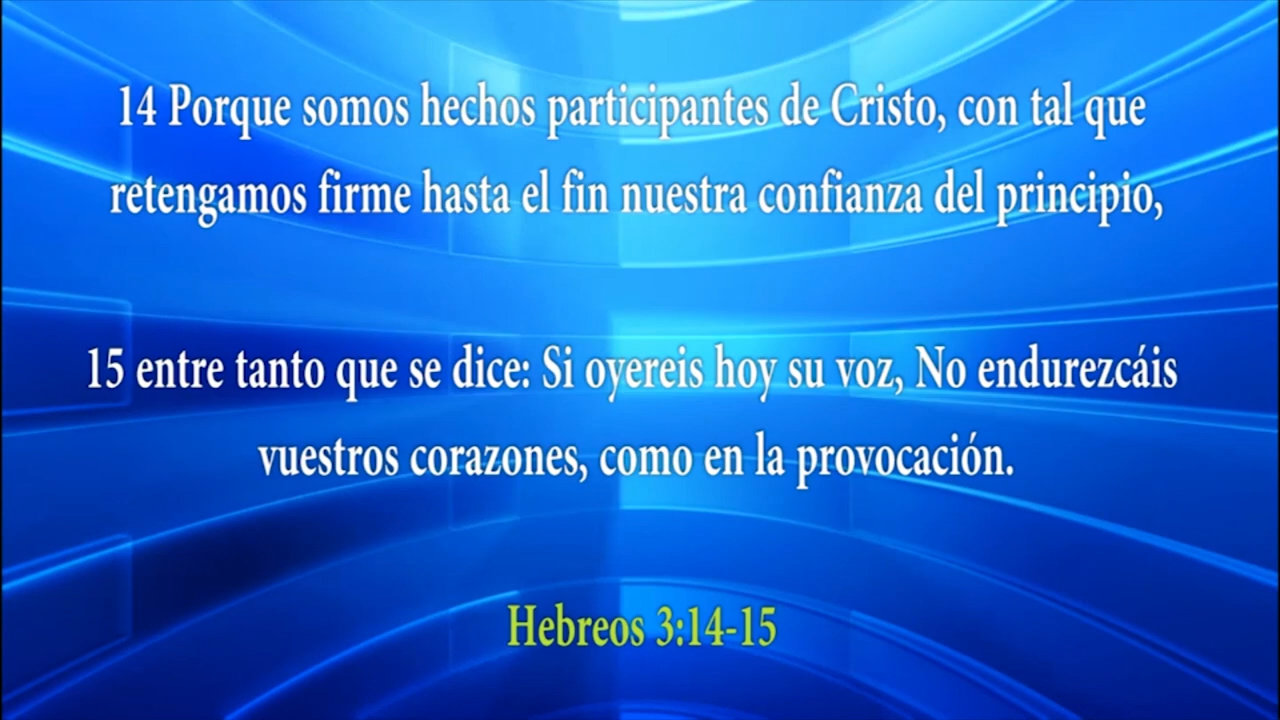 14 Porque somos hechos participantes de Cristo, con tal que
retengamos firme hasta el fin nuestra confianza del principio,
15 entre tanto que se dice: Si oyereis hoy su voz, No endurezcáis
vuestros corazones, como en la provocación.
Hebreos 3:14-15